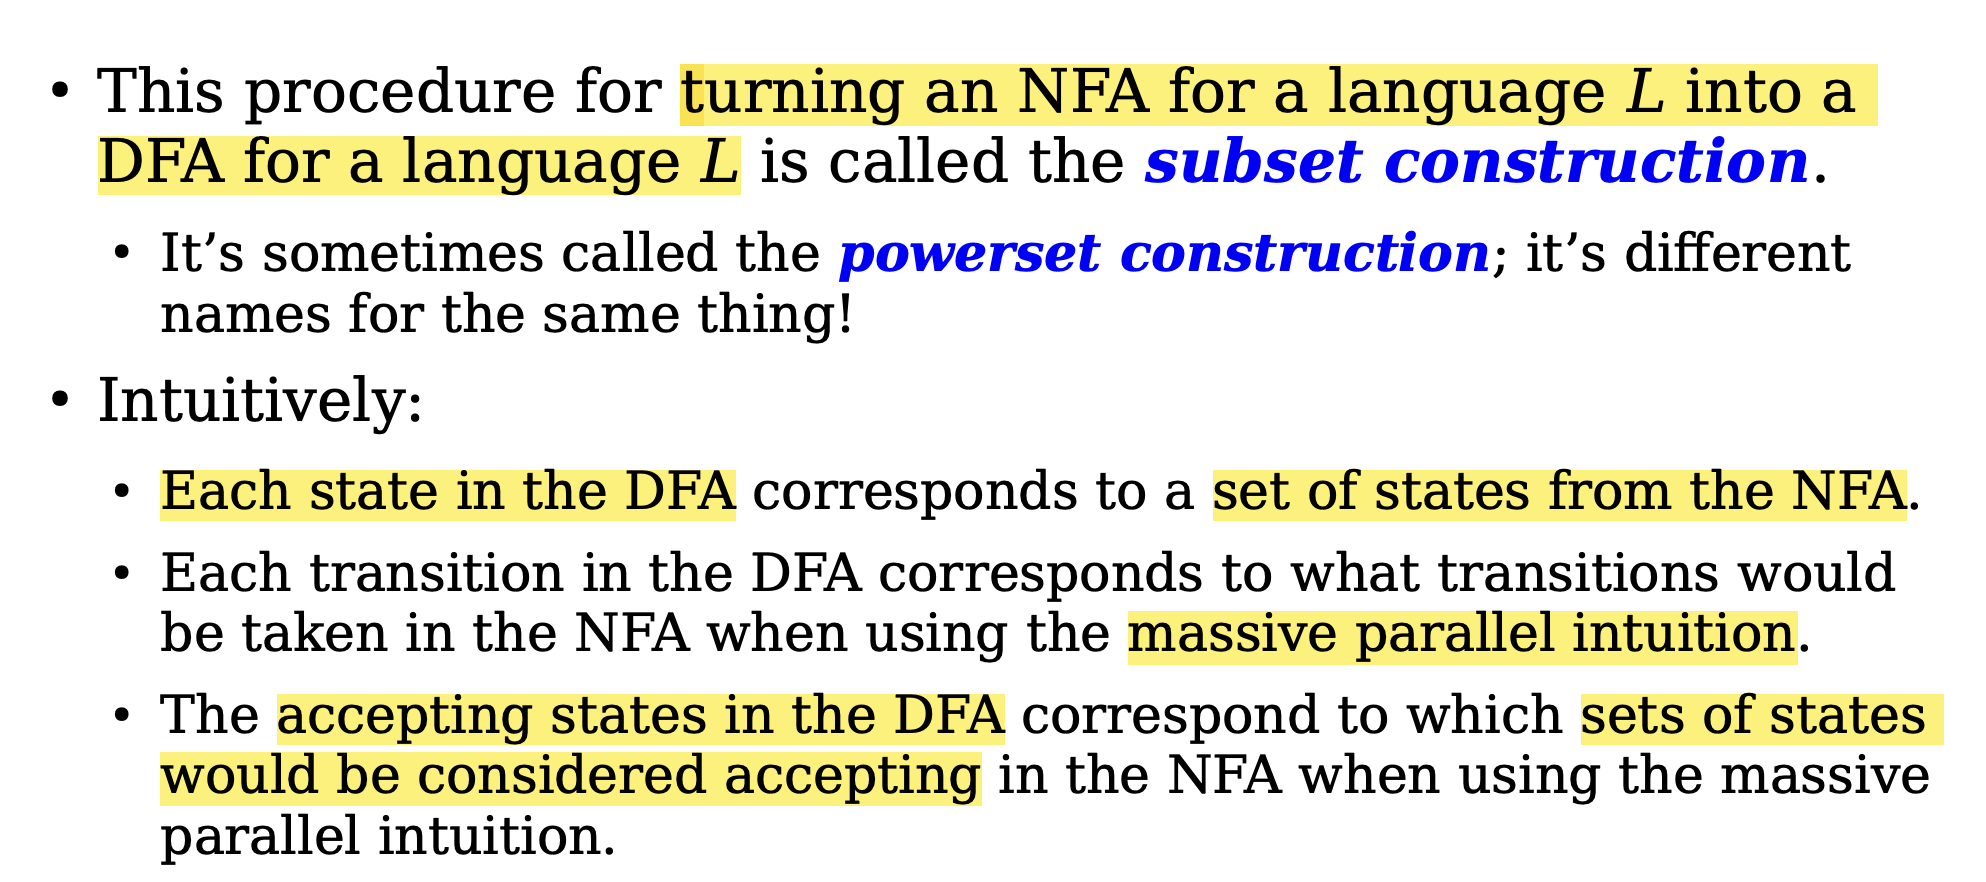 • This procedure for turning an NFA for a language L into a
DFA for a language L is called the subset construction.
• It’s sometimes called the powerset construction; it’s different
names for the same thing!
• Intuitively:
• Each state in the DFA corresponds to a set of states from the NFA.
• Each transition in the DFA corresponds to what transitions would
be taken in the NFA when using the massive parallel intuition.
• The accepting states in the DFA correspond to which sets of states
would be considered accepting in the NFA when using the massive
parallel intuition.